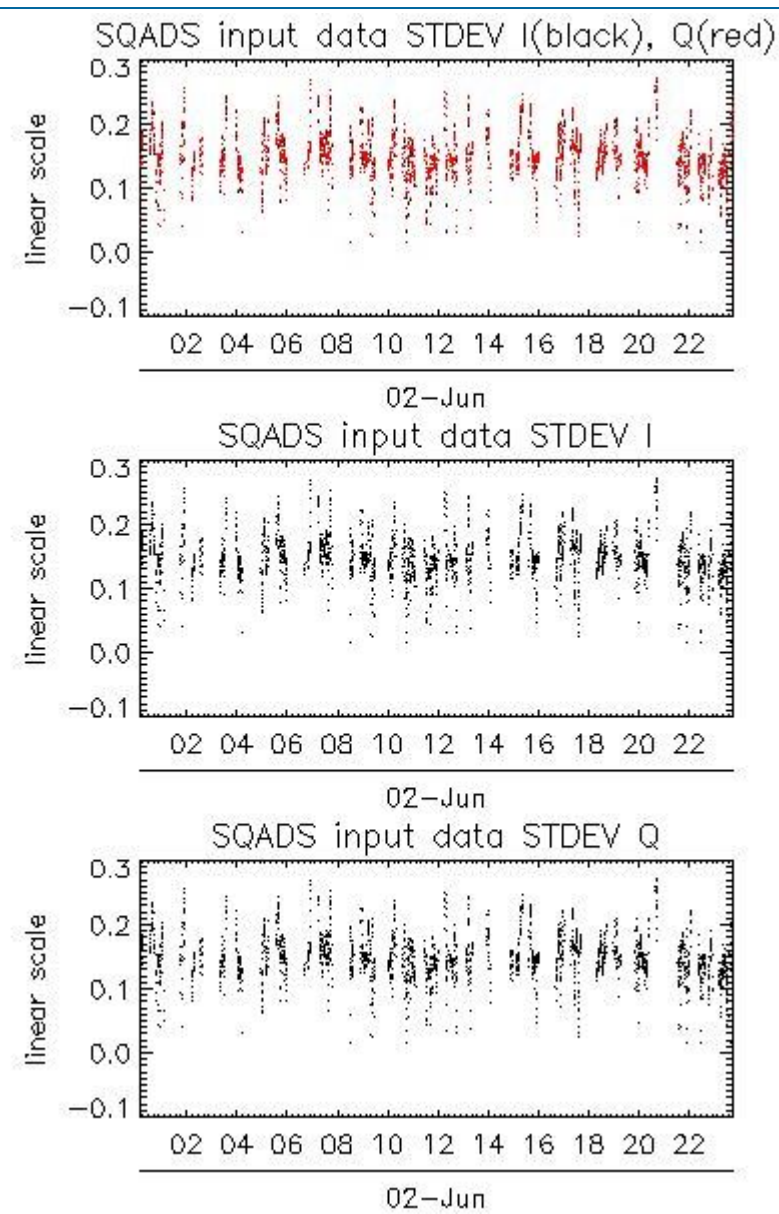 SQADS input data STDEV I(black), Q(red)
linear scale
0.3
0.2
0.1
0.0
−0.1
02 04 06 08 10 12 14 16 18 20 22
02-Jun
SQADS input data STDEV I
linear scale
0.3
0.2
0.1
0.0
−0.1
02 04 06 08 10 12 14 16 18 20 22
02-Jun
SQADS input data STDEV Q
linear scale
0.3
0.2
0.1
0.0
−0.1
02 04 06 08 10 12 14 16 18 20 22
02-Jun